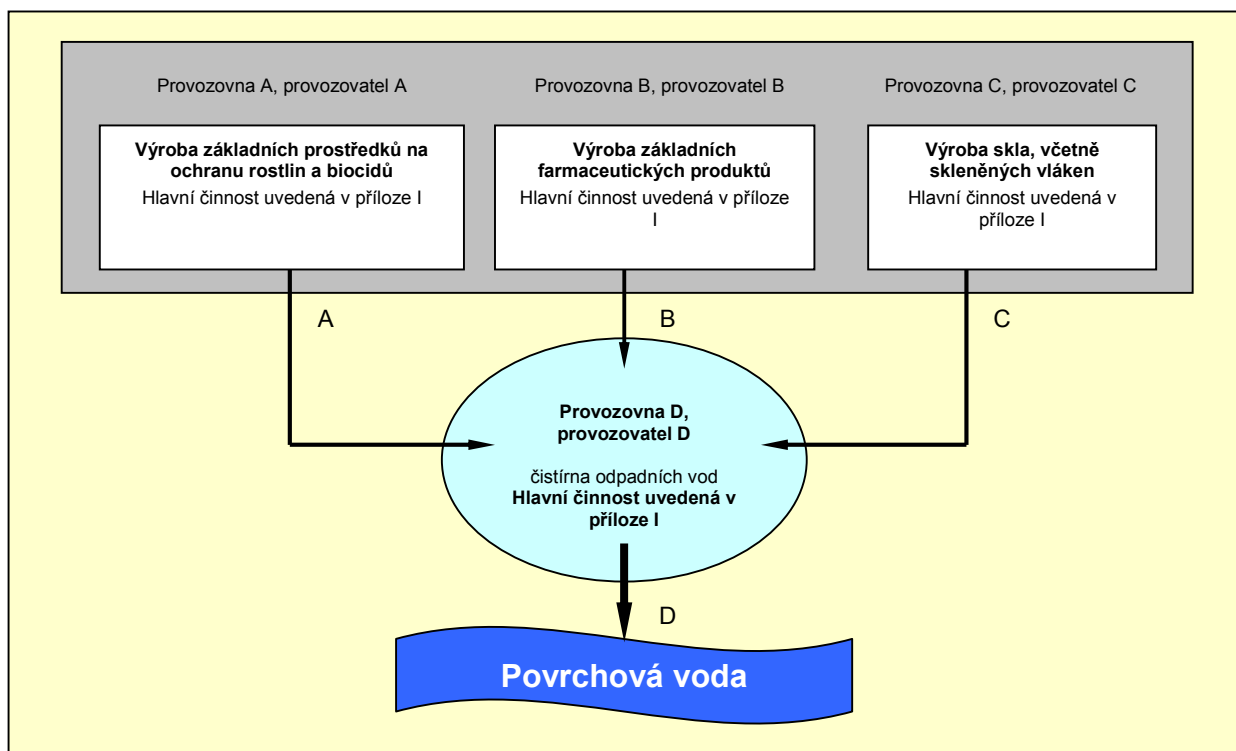 Provozovna A, provozovatel A
Výroba základních prostředků na
ochranu rostlin a biocidů
Hlavní činnost uvedená v příloze I
Provozovna B, provozovatel B
Výroba základních
farmaceutických produktů
Hlavní činnost uvedená v příloze
I
Provozovna C, provozovatel C
Výroba skla, včetně
skleněných vláken
Hlavní činnost uvedená v
příloze I
A
B
C
Provozovna D,
provozovatel D
čistírna odpadních vod
Hlavní činnost uvedená v
příloze I
D
Povrchová voda